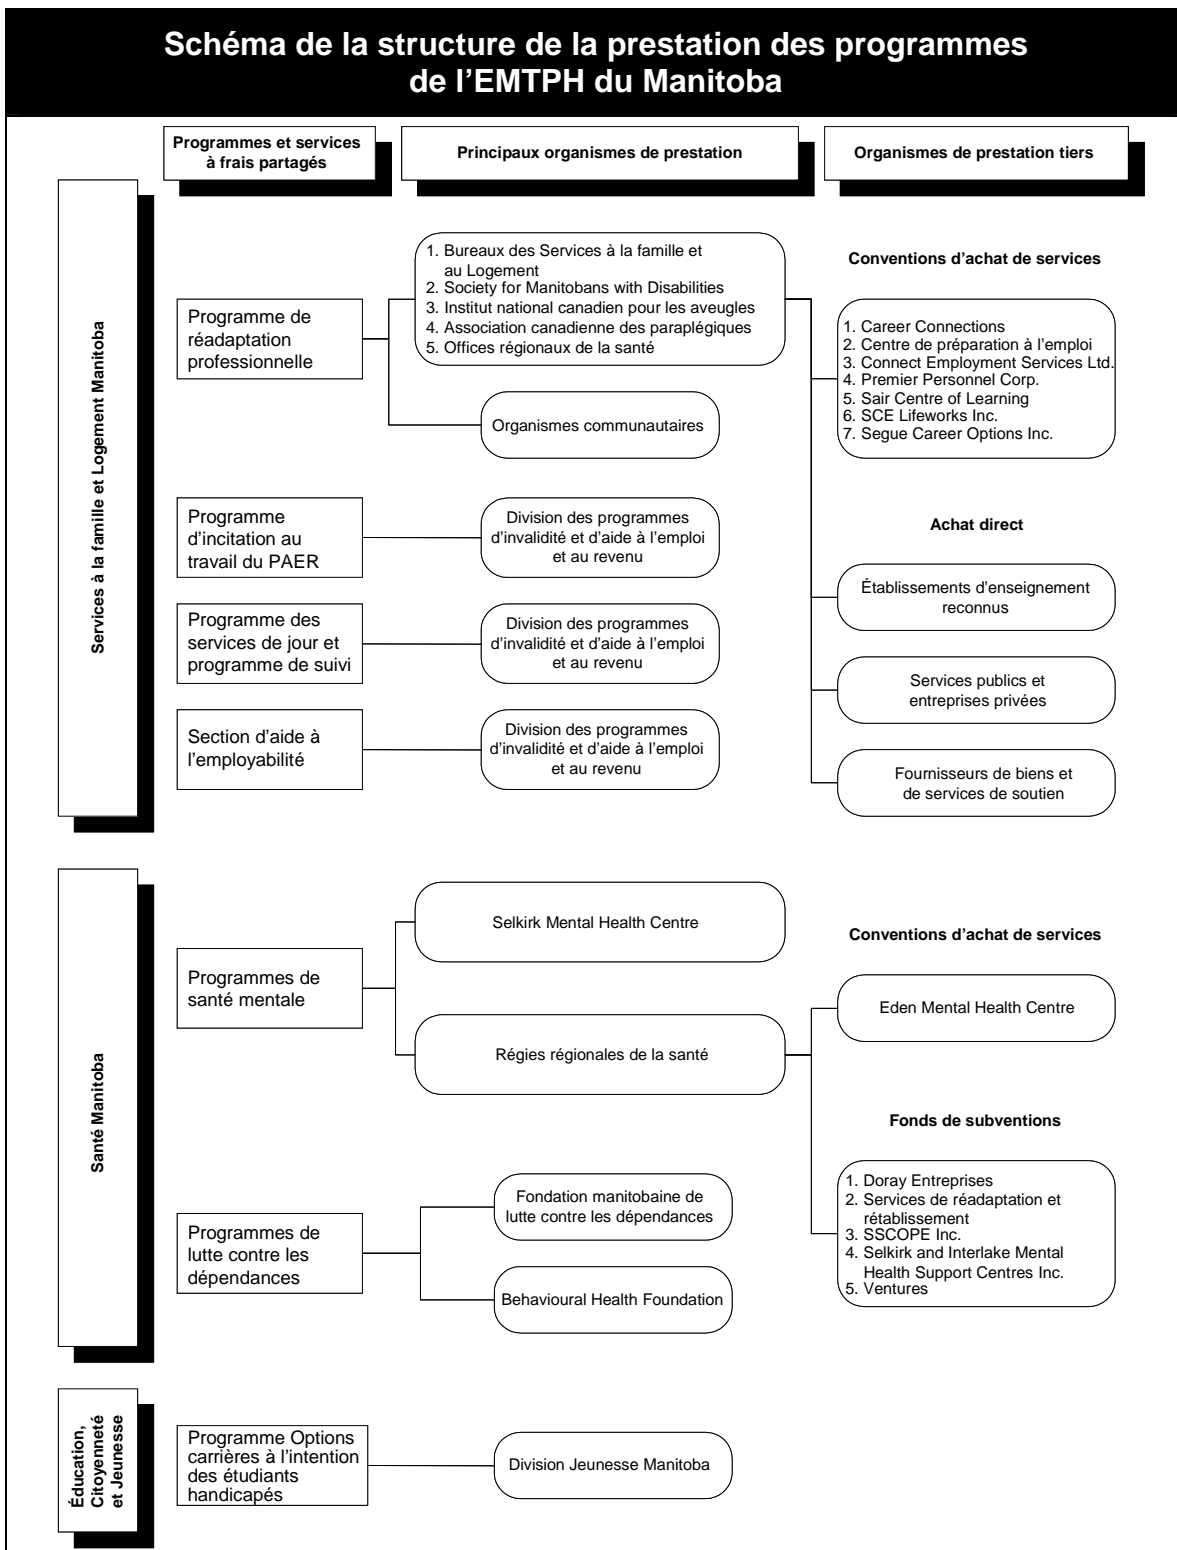 Schéma de la structure de la prestation des programmes
de l'EMTPH du Manitoba
Programmes et services
à frais partagés
Principaux organismes de prestation
Organismes de prestation tiers
Services à la famille et Logement Manitoba
Programme de
réadaptation
professionnelle
1. Bureaux des Services à la famille et
au Logement
2. Society for Manitobans with Disabilities
3. Institut national canadien pour les aveugles
4. Association canadienne des paraplégiques
5. Offices régionaux de la santé
Organismes communautaires
Conventions d'achat de services
1. Career Connections
2. Centre de préparation à l'emploi
3. Connect Employment Services Ltd.
4. Premier Personnel Corp.
5. Sair Centre of Learning
6. SCE Lifeworks Inc.
7. Segue Career Options Inc.
Programme
d'incitation au
travail du PAER
Division des programmes
d'invalidité et d'aide à l'emploi
et au revenu
Achat direct
Établissements d'enseignement
reconnus
Programme des
services de jour et
programme de suivi
Division des programmes
d'invalidité et d'aide à l'emploi
et au revenu
Services publics et
entreprises privées
Section d'aide à
l'employabilité
Division des programmes
d'invalidité et d'aide à l'emploi
et au revenu
Fournisseurs de biens et
de services de soutien
Santé Manitoba
Programmes de
santé mentale
Selkirk Mental Health Centre
Régies régionales de la santé
Conventions d'achat de services
Eden Mental Health Centre
Fonds de subventions
1. Doray Entreprises
2. Services de réadaptation et
rétablissement
3. SSCOPE Inc.
4. Selkirk and Interlake Mental
Health Support Centres Inc.
5. Ventures
Programmes de
lutte contre les
dépendances
Fondation manitobaine de
lutte contre les dépendances
Behavioural Health Foundation
Éducation,
Citoyenneté
et Jeunesse
Programme Options
carrières à l'intention
des étudiants
handicapés
Division Jeunesse Manitoba